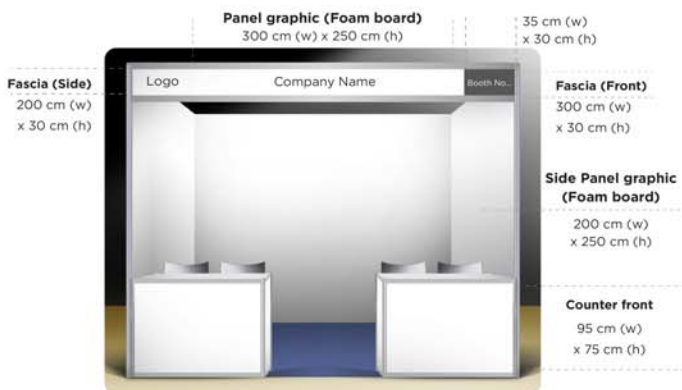 Panel graphic (Foam board)
300 cm (w) x 250 cm (h)
35 cm (w)
x 30 cm (h)
Fascia (Side)
200 cm (w)
x 30 cm (h)
Logo
Company Name
Booth No...
Fascia (Front)
300 cm (w)
x 30 cm (h)
Side Panel graphic
(Foam board)
200 cm (w)
x 250 cm (h)
Counter front
95 cm (w)
x 75 cm (h)